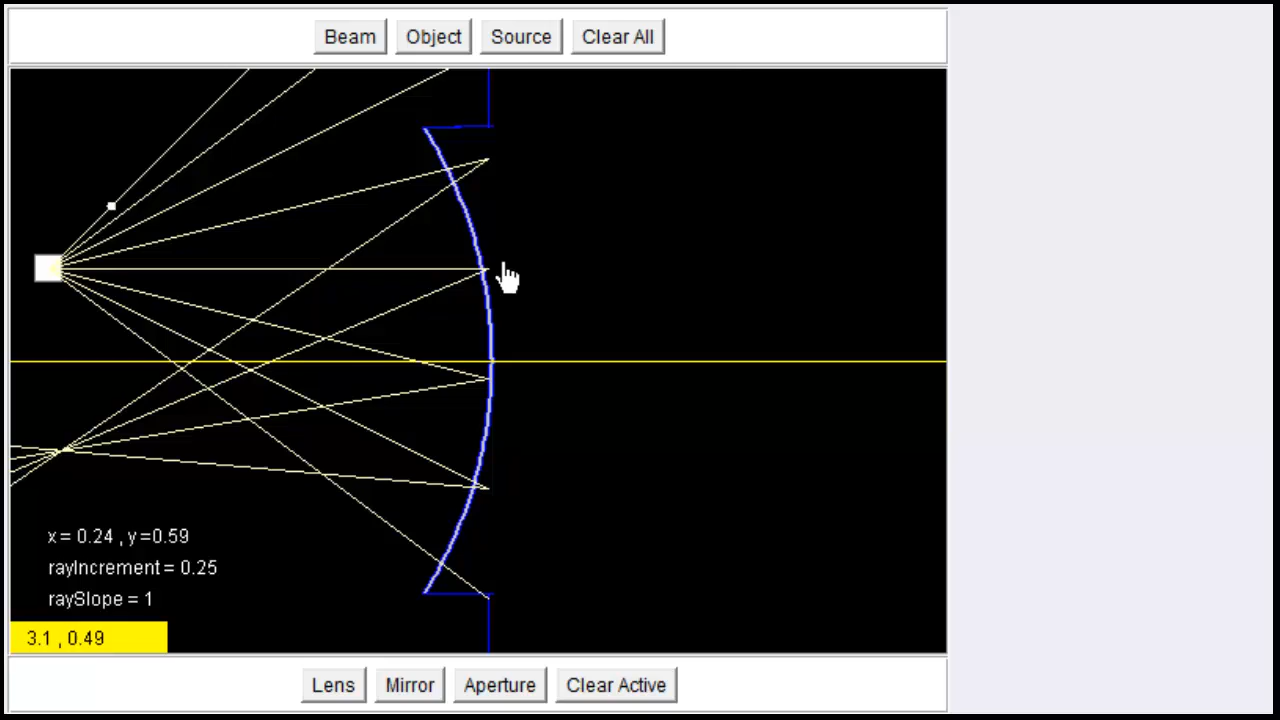 Beam Object Source Clear All
x = 0.24 , y =0.59
rayIncrement = 0.25
raySlope = 1
3.1 , 0.49
Lens Mirror Aperture Clear Active